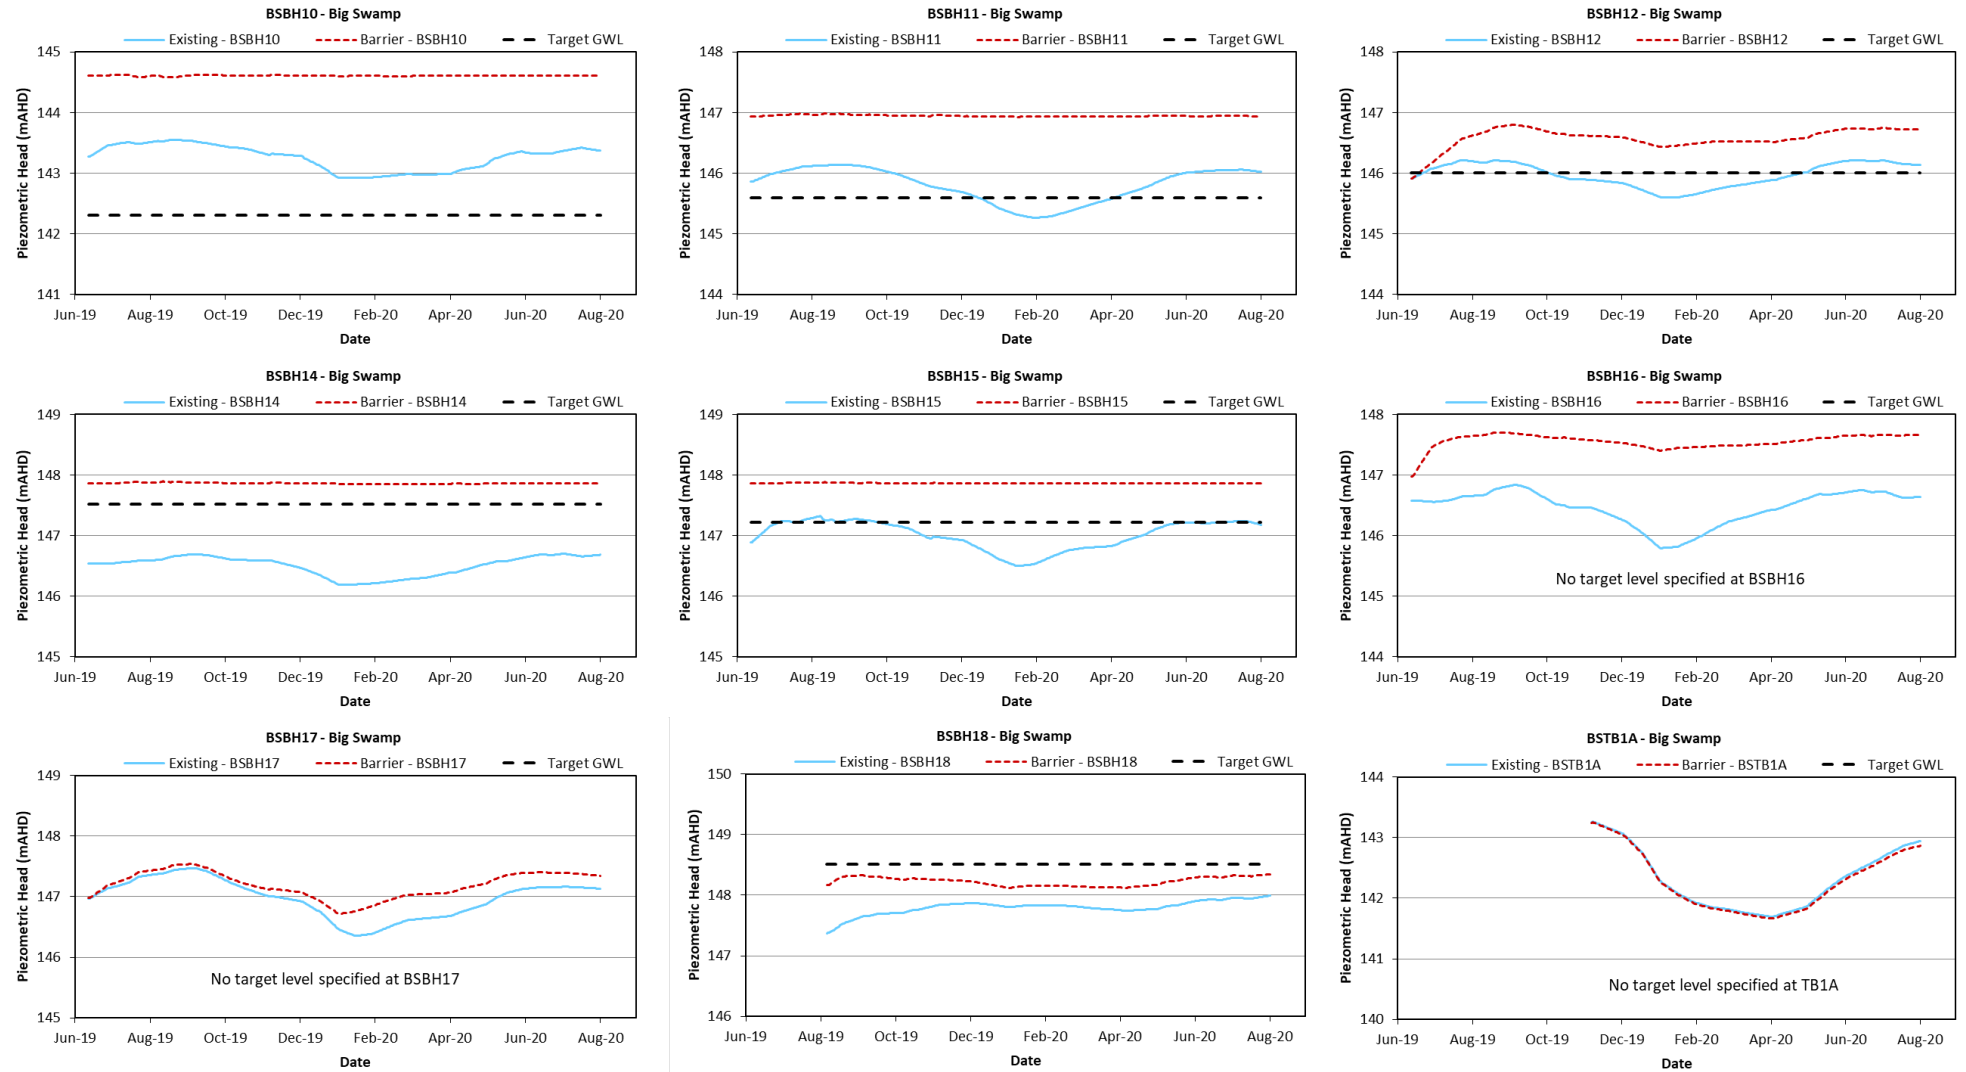 BSBH10 - Big Swamp
Existing - BSBH10 Barrier - BSBH10 Target GWL
Piezometric Head (mAHD)
145
144
143
142
141
Jun-19 Aug-19 Oct-19 Dec-19 Feb-20 Apr-20 Jun-20 Aug-20
Date
BSBH11 - Big Swamp
Existing - BSBH11 Barrier - BSBH11 Target GWL
Piezometric Head (mAHD)
148
147
146
145
144
Jun-19 Aug-19 Oct-19 Dec-19 Feb-20 Apr-20 Jun-20 Aug-20
Date
BSBH12 - Big Swamp
Existing - BSBH12 Barrier - BSBH12 Target GWL
Piezometric Head (mAHD)
148
147
146
145
144
Jun-19 Aug-19 Oct-19 Dec-19 Feb-20 Apr-20 Jun-20 Aug-20
Date
BSBH14 - Big Swamp
Existing - BSBH14 Barrier - BSBH14 Target GWL
Piezometric Head (mAHD)
149
148
147
146
145
Jun-19 Aug-19 Oct-19 Dec-19 Feb-20 Apr-20 Jun-20 Aug-20
Date
BSBH15 - Big Swamp
Existing - BSBH15 Barrier - BSBH15 Target GWL
Piezometric Head (mAHD)
149
148
147
146
145
Jun-19 Aug-19 Oct-19 Dec-19 Feb-20 Apr-20 Jun-20 Aug-20
Date
BSBH16 - Big Swamp
Existing - BSBH16 Barrier - BSBH16 Target GWL
Piezometric Head (mAHD)
148
147
146
145
144
No target level specified at BSBH16
Jun-19 Aug-19 Oct-19 Dec-19 Feb-20 Apr-20 Jun-20 Aug-20
Date
BSBH17 - Big Swamp
Existing - BSBH17 Barrier - BSBH17 Target GWL
Piezometric Head (mAHD)
149
148
147
146
145
No target level specified at BSBH17
Jun-19 Aug-19 Oct-19 Dec-19 Feb-20 Apr-20 Jun-20 Aug-20
Date
BSBH18 - Big Swamp
Existing - BSBH18 Barrier - BSBH18 Target GWL
Piezometric Head (mAHD)
150
149
148
147
146
Jun-19 Aug-19 Oct-19 Dec-19 Feb-20 Apr-20 Jun-20 Aug-20
Date
BSTB1A - Big Swamp
Existing - BSTB1A Barrier - BSTB1A Target GWL
Piezometric Head (mAHD)
144
143
142
141
140
No target level specified at TB1A
Jun-19 Aug-19 Oct-19 Dec-19 Feb-20 Apr-20 Jun-20 Aug-20
Date